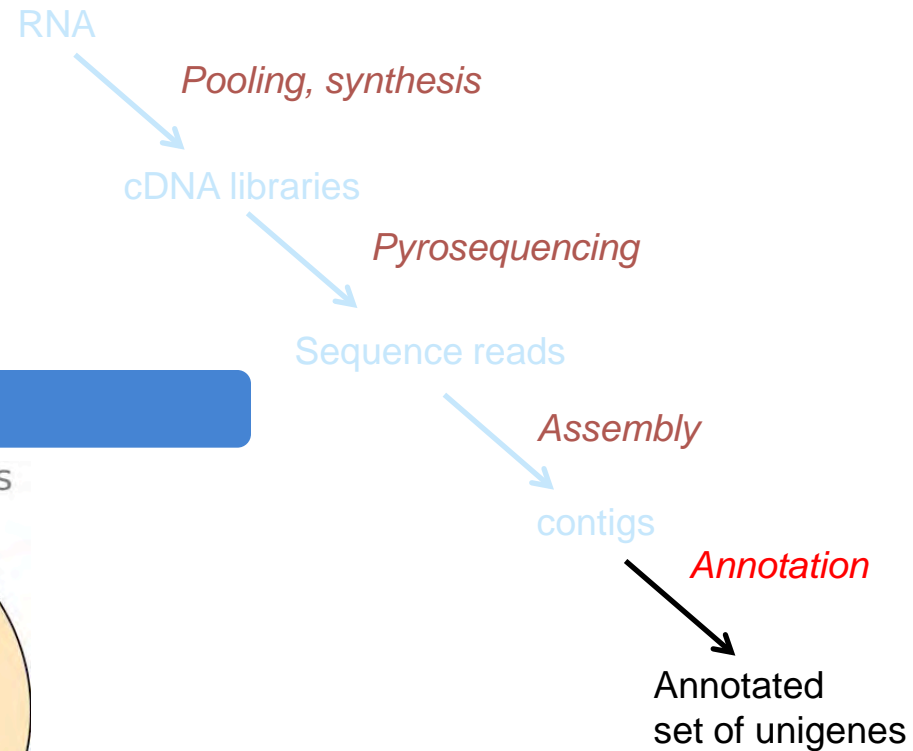 RNA
Pooling, synthesis
cDNA libraries
Pyrosequencing
Sequence reads
Assembly
s
contigs
Annotation
Annotated
set of unigenes